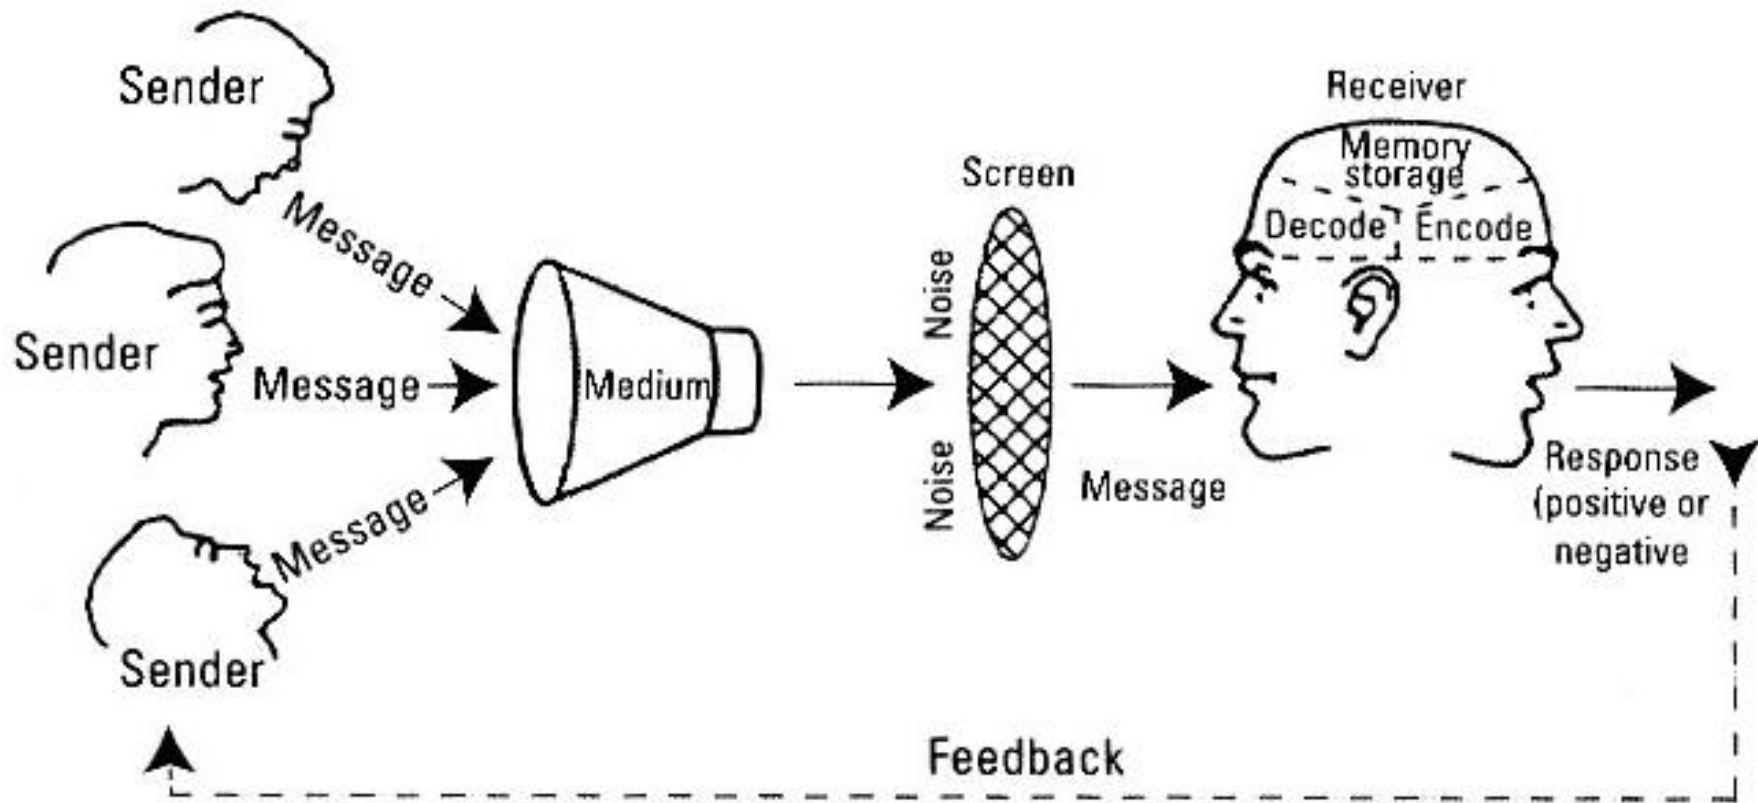 Sender
Message
Sender
Message
Sender
Message
Medium
Screen
Noise
Noise
Message
Receiver
Memory
storage
Decode
Encode
Response
(positive or
negative
Feedback